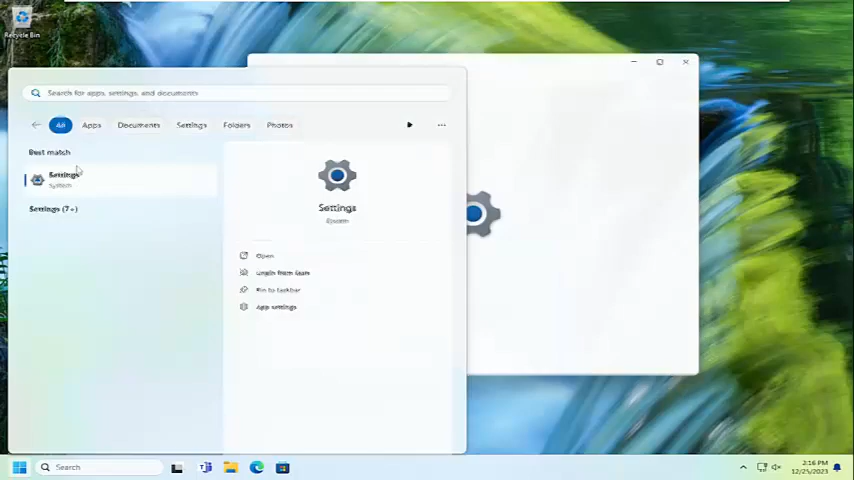 Recycle Bin
Search for apps, settings, and documents
All Apps Documents Settings Folders Photos
Best match
Settings
System
Settings (7+)
Settings
System
Open
Unpin from Start
Pin to taskbar
App settings
Search
2:16 PM
12/25/2023